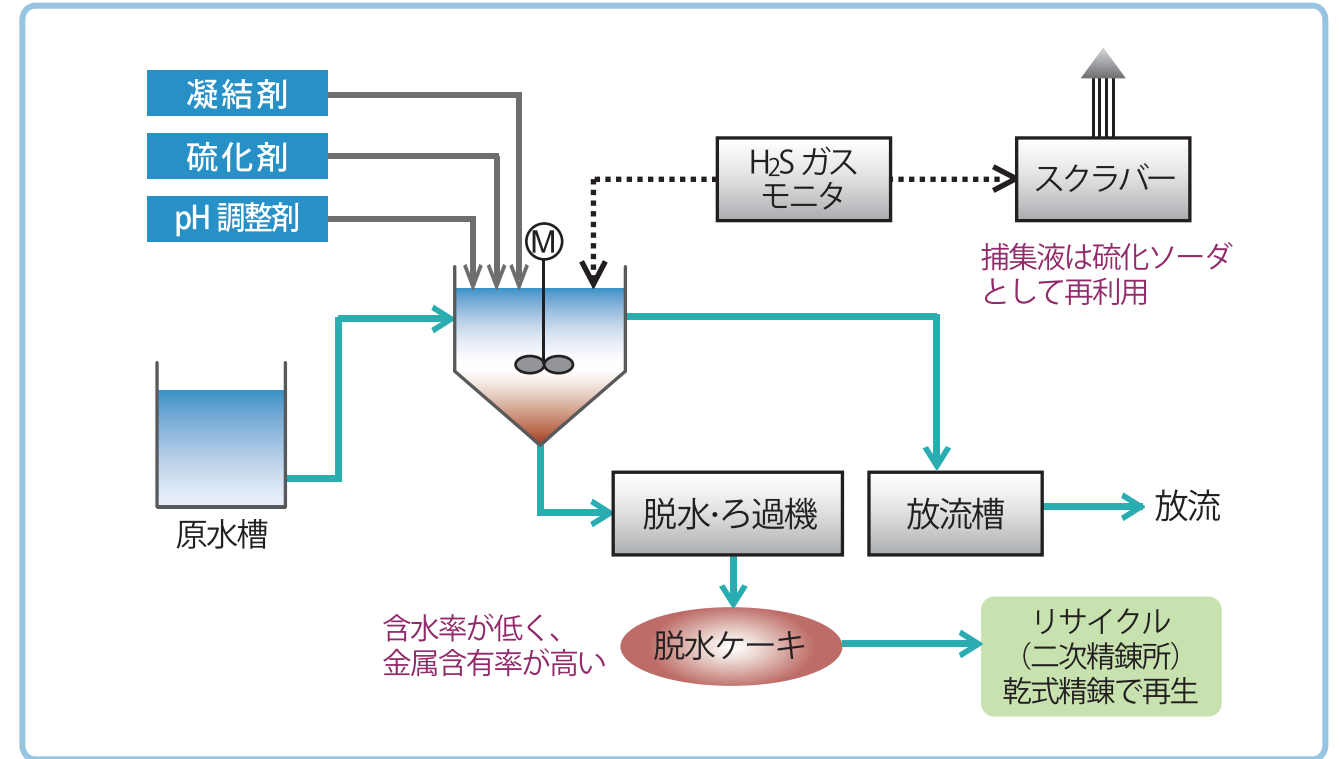 凝結剤
硫化剤
pH 調整剤
M
H2S ガス
モニタ
スクラバー
捕集液は硫化ソーダ
として再利用
原水槽
脱水・ろ過機
放流槽
放流
含水率が低く、
金属含有率が高い
脱水ケーキ
リサイクル
（二次精錬所）
乾式精錬で再生